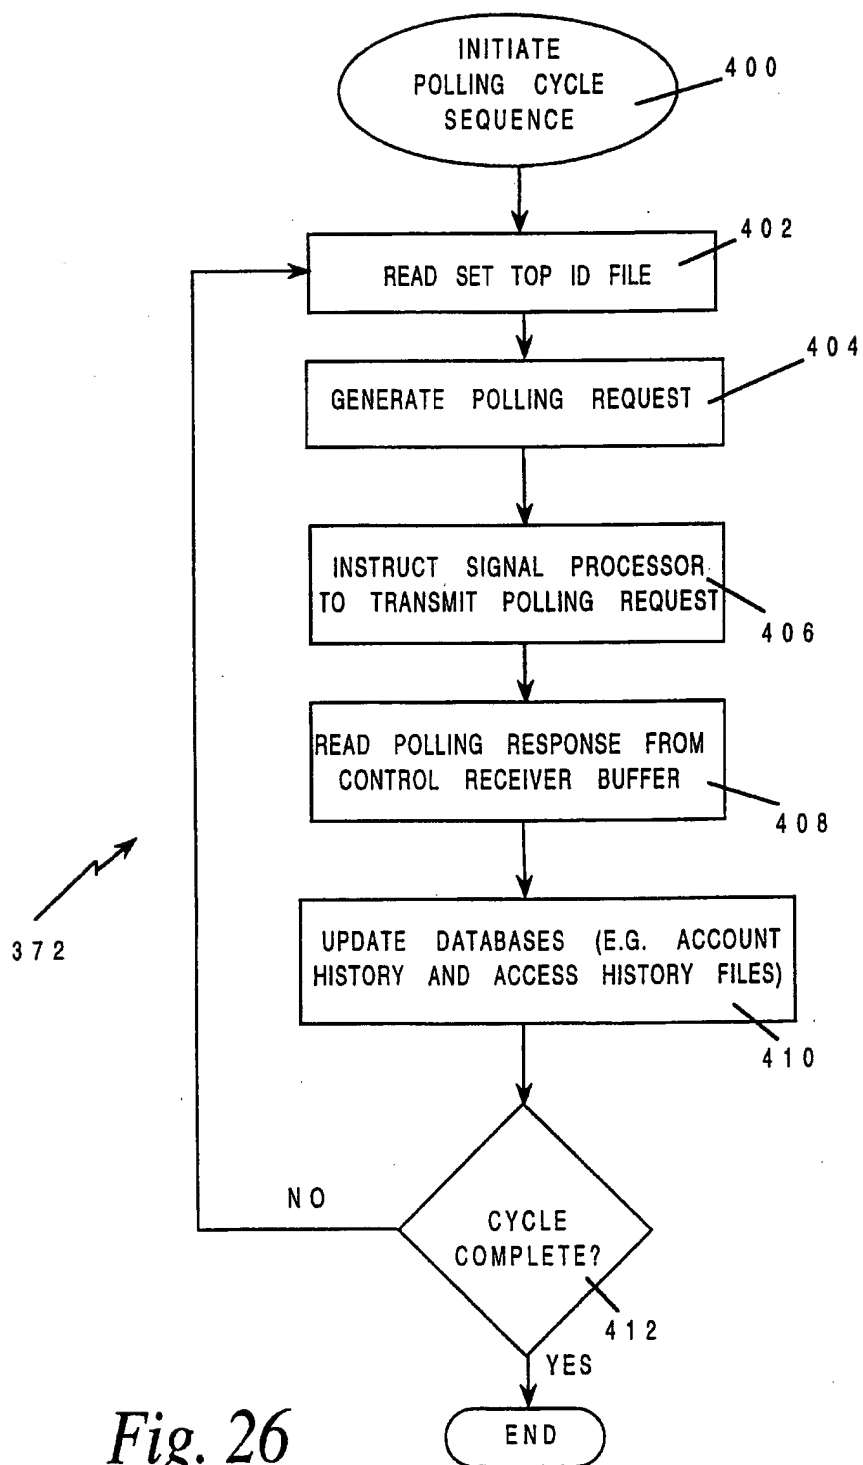 INITIATE
POLLING CYCLE
SEQUENCE
400
402
READ SET TOP ID FILE
404
GENERATE POLLING REQUEST
INSTRUCT SIGNAL PROCESSOR
TO TRANSMIT POLLING REQUEST
406
READ POLLING RESPONSE FROM
CONTROL RECEIVER BUFFER
408
372
UPDATE DATABASES (E.G. ACCOUNT
HISTORY AND ACCESS HISTORY FILES)
410
NO
CYCLE
COMPLETE?
412
YES
END
Fig. 26